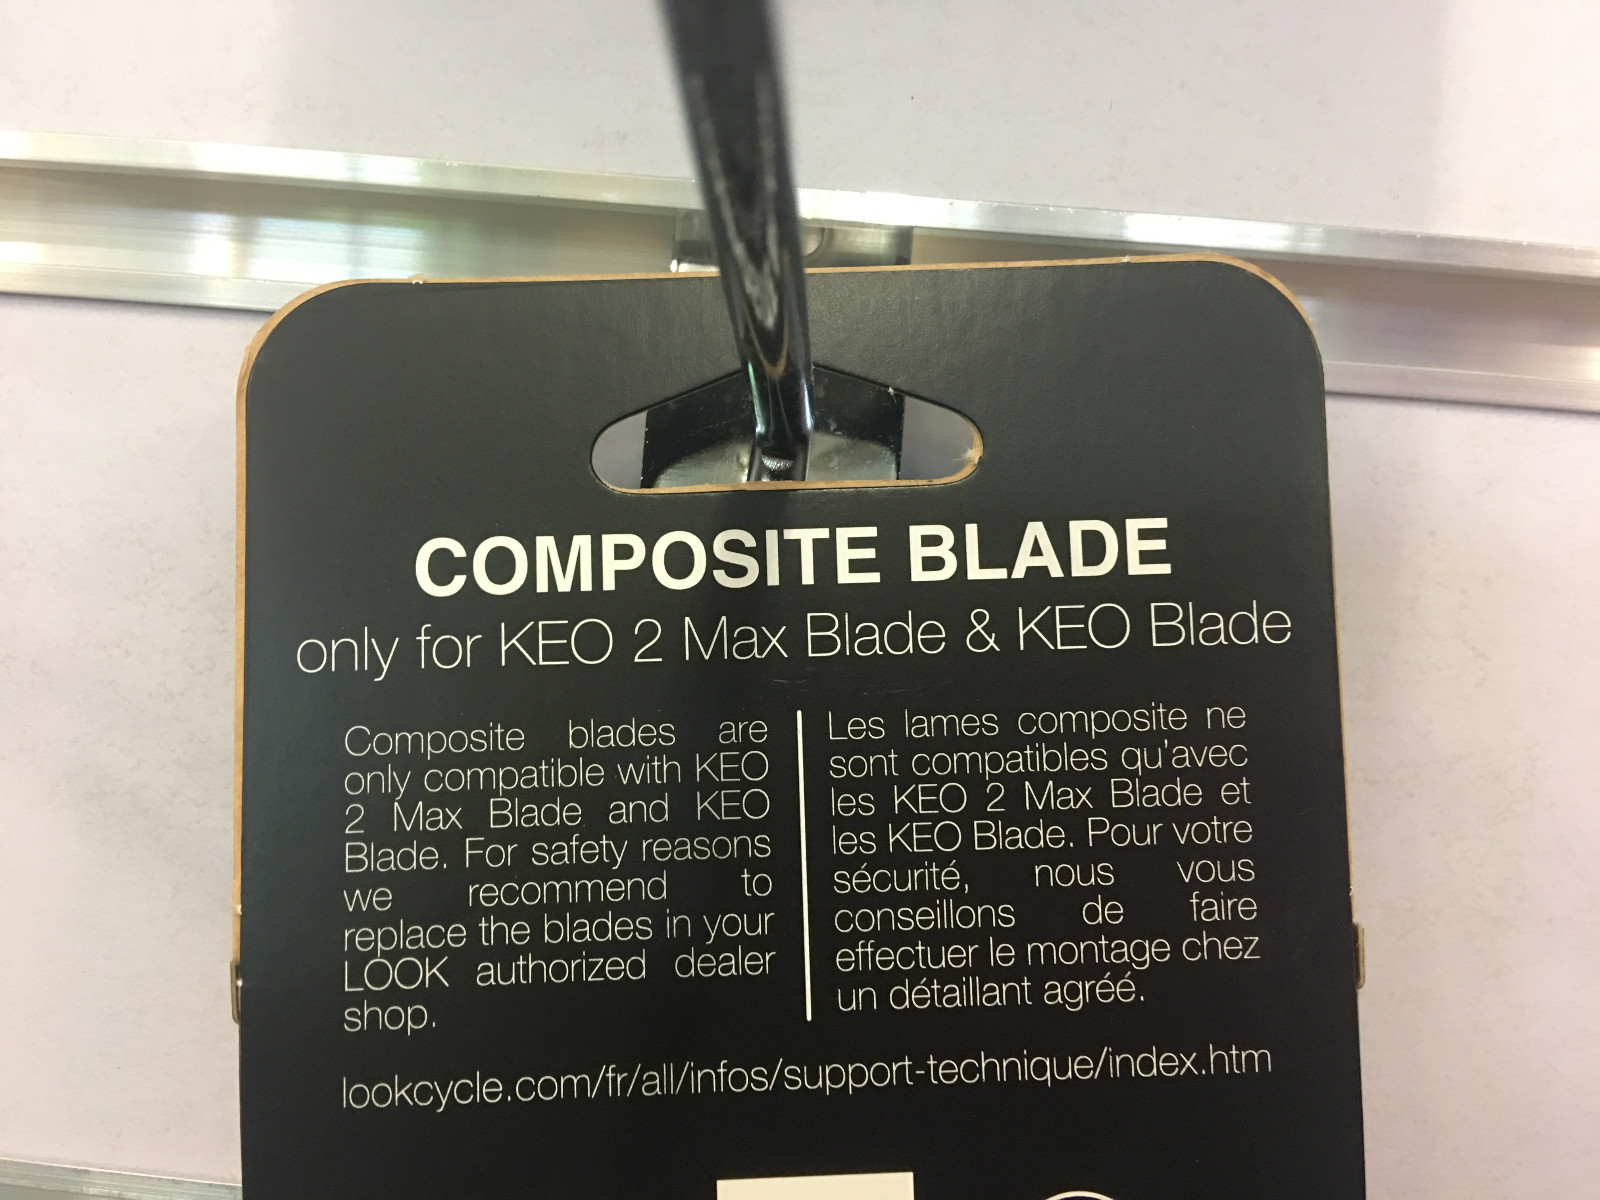 COMPOSITE BLADE
only for KEO 2 Max Blade & KEO Blade
Composite blades are
only compatible with KEO
2 Max Blade and KEO
Blade. For safety reasons
we recommend to
replace the blades in your
LOOK authorized dealer
shop.
Les lames composite ne
sont compatibles qu'avec
les KEO 2 Max Blade et
les KEO Blade. Pour votre
sécurité, nous vous
conseillons de faire
effectuer le montage chez
un détaillant agréé.
lookcycle.com/fr/all/infos/support-technique/index.htm